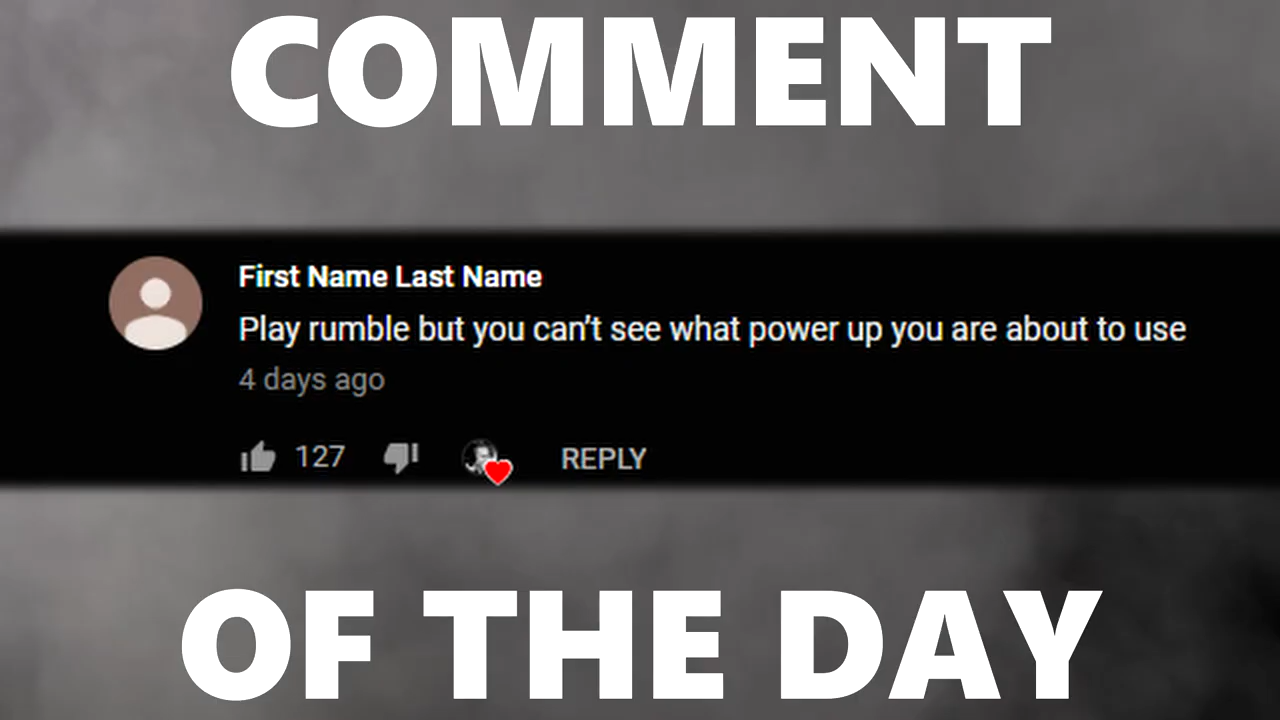 COMMENT
First Name Last Name
Play rumble but you can’t see what power up you are about to use
4 days ago
127 REPLY
OF THE DAY